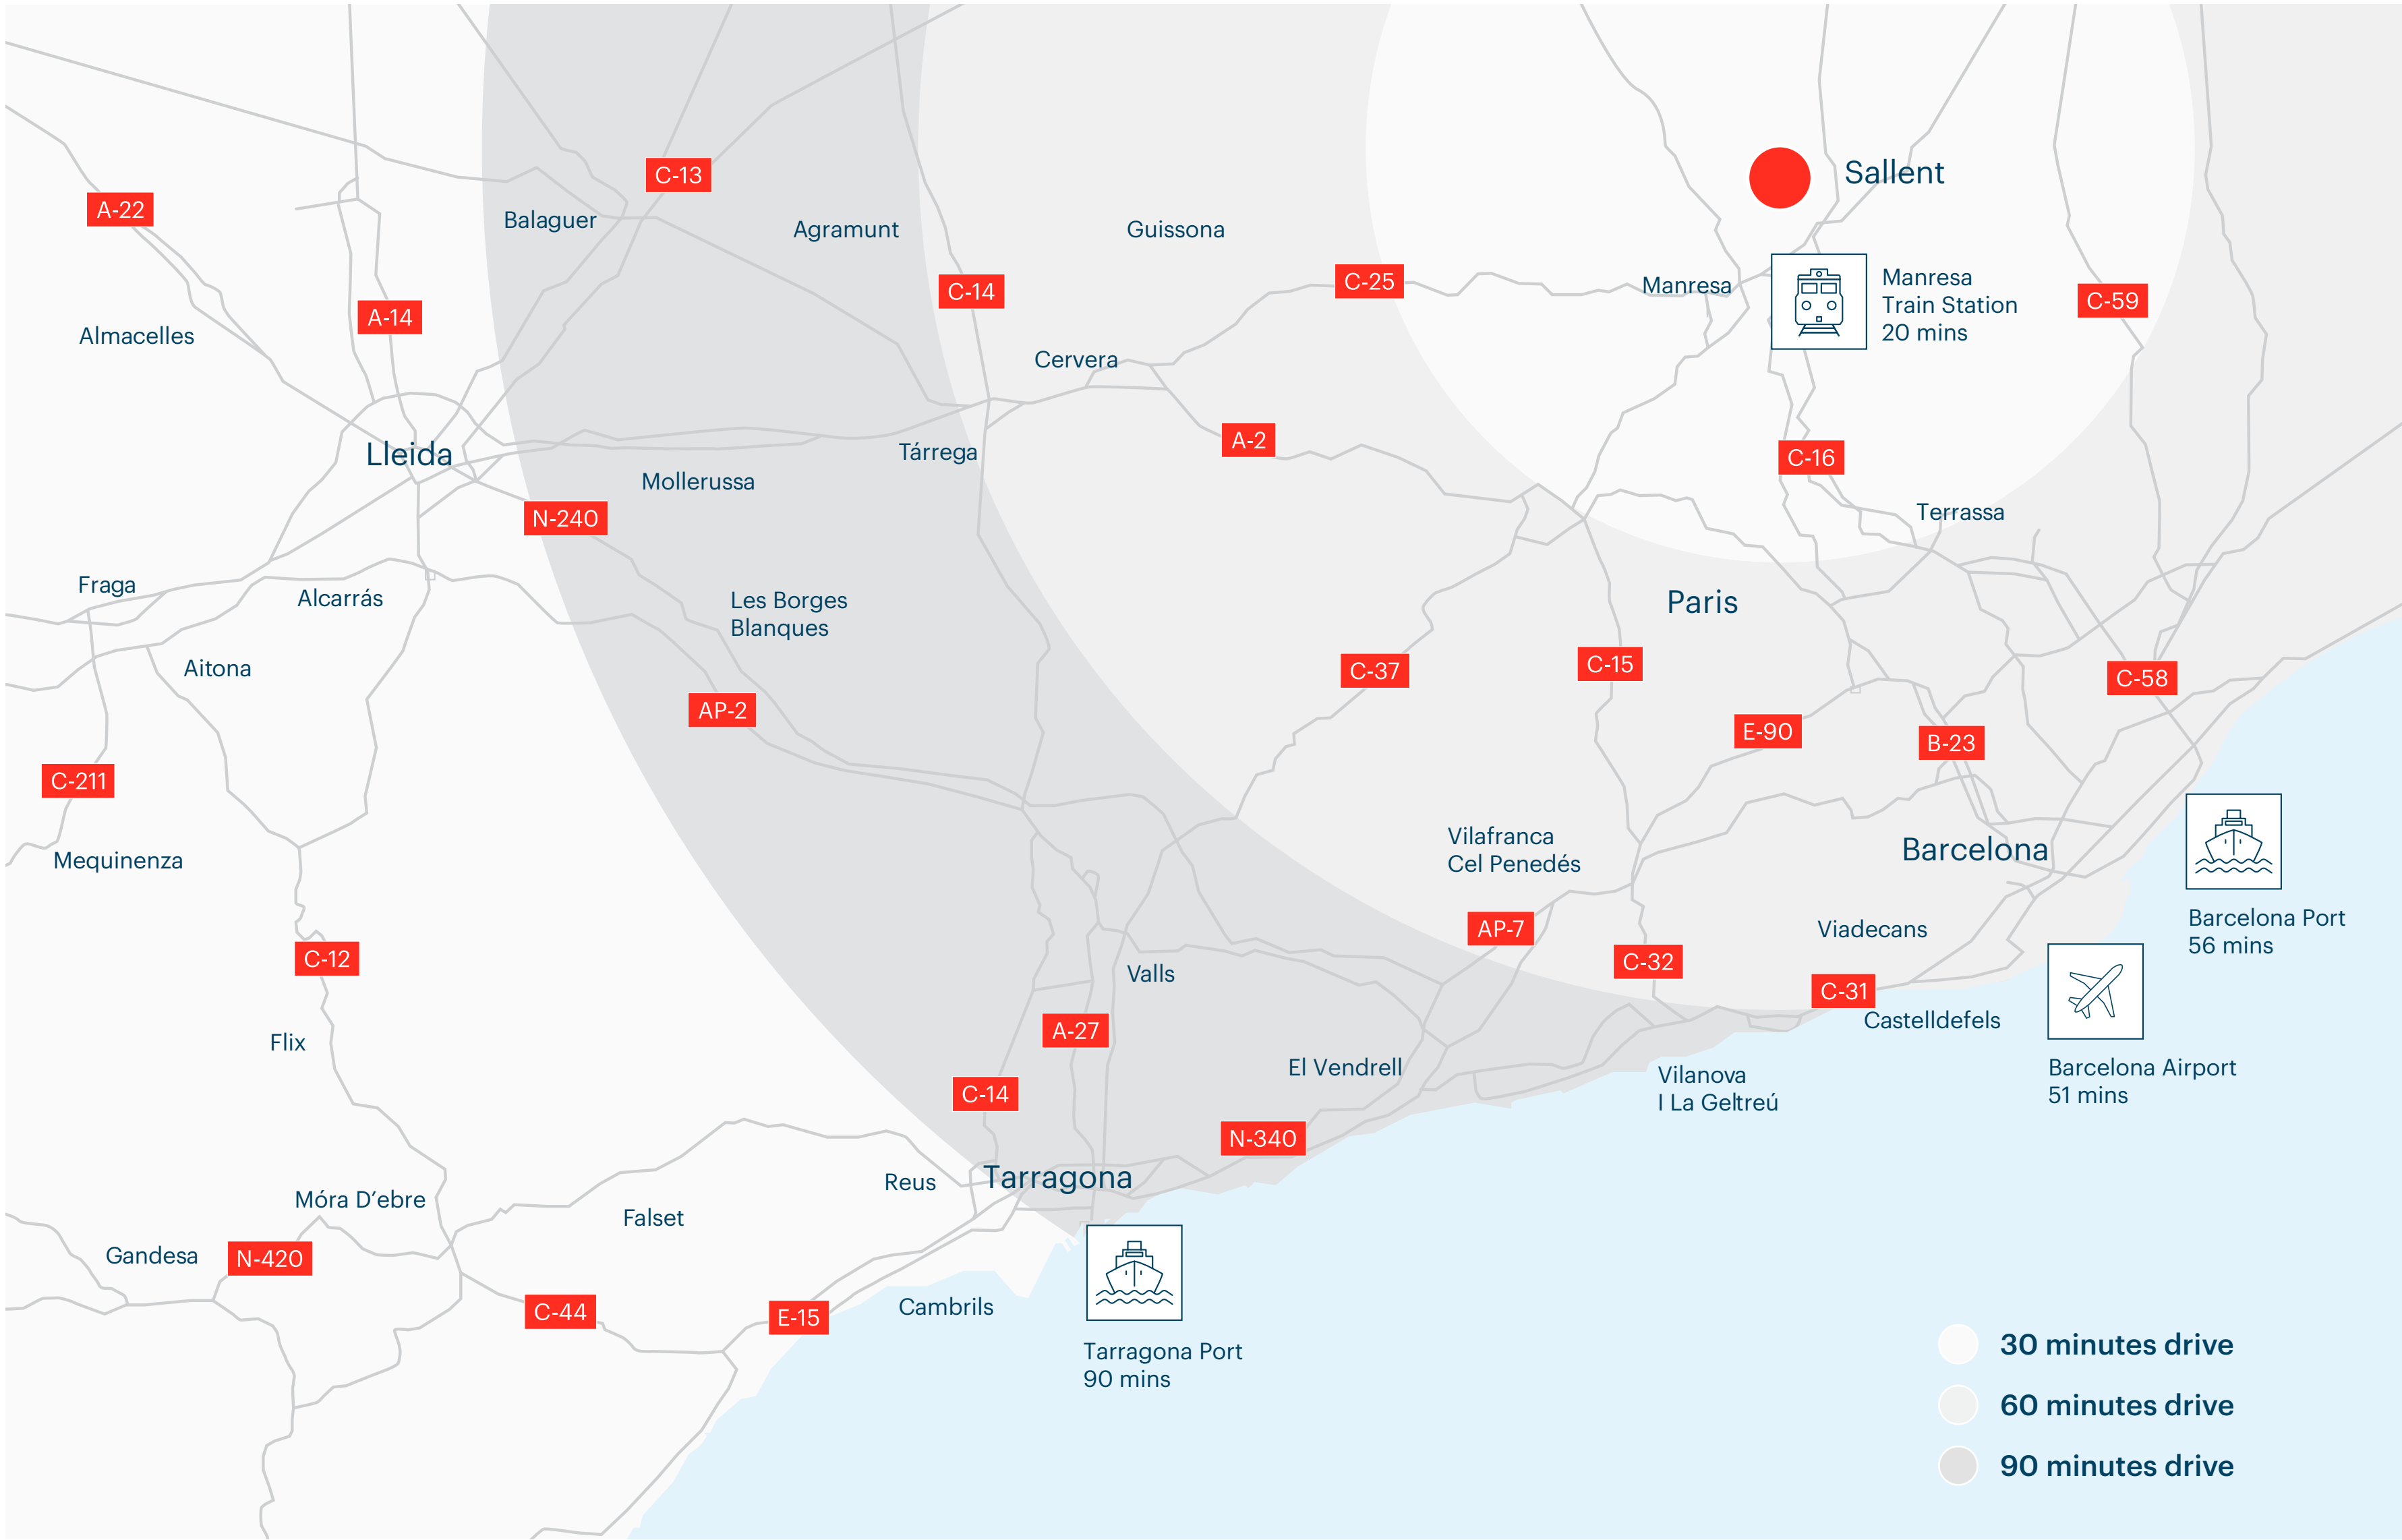 Sallent
C-13
A-22
Balaguer
Agramunt
Guissona
C-14
C-25
Manresa
Manresa
Train Station
20 mins
C-59
A-14
Almacelles
Cervera
A-2
Lleida
Tárrega
C-16
Mollerussa
N-240
Terrassa
Fraga
Alcarrás
Les Borges
Blanques
Paris
Aitona
C-37
C-15
C-58
AP-2
E-90
B-23
C-211
Mequinenza
Vilafranca
Cel Penedés
Barcelona
Barcelona Port
56 mins
AP-7
Viadecans
C-12
C-32
Valls
C-31
Castelldefels
A-27
Flix
El Vendrell
Barcelona Airport
51 mins
Vilanova
I La Geltreú
C-14
N-340
Reus
Tarragona
Móra D’ebre
Falset
Gandesa
N-420
C-44
E-15
Cambrils
Tarragona Port
90 mins
30 minutes drive
60 minutes drive
90 minutes drive